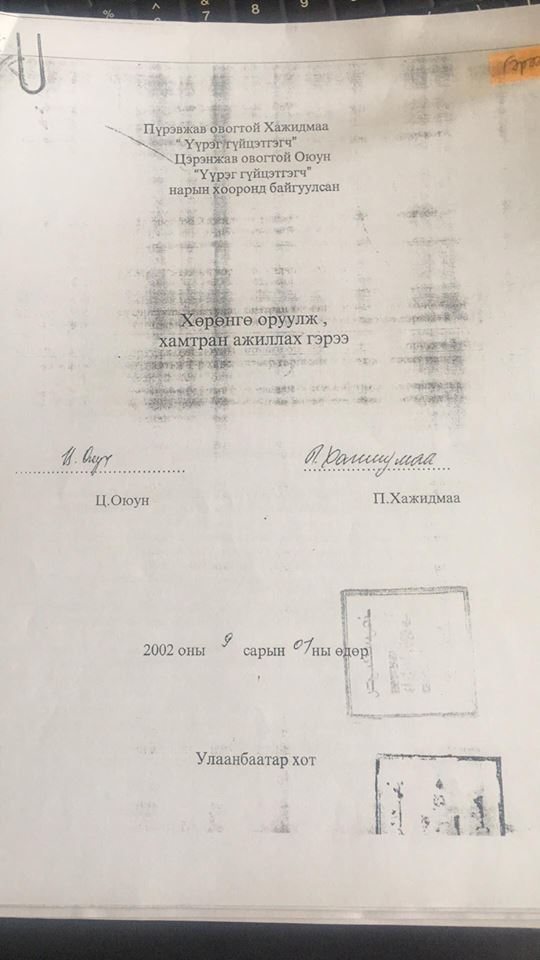 Пүрэвжав овогтой Хажидмаа
“Үүрэг гүйцэтгэгч”
Цэрэнжав овогтой Оюун
“Үүрэг гүйцэтгэгч”
нарын хооронд байгуулсан
Хөрөнгө оруулж ,
хамтран ажиллах гэрээ
Ц.Оюун
П.Хажидмаа
2002 оны 9 сарын 01ны өдөр
Улаанбаатар хот